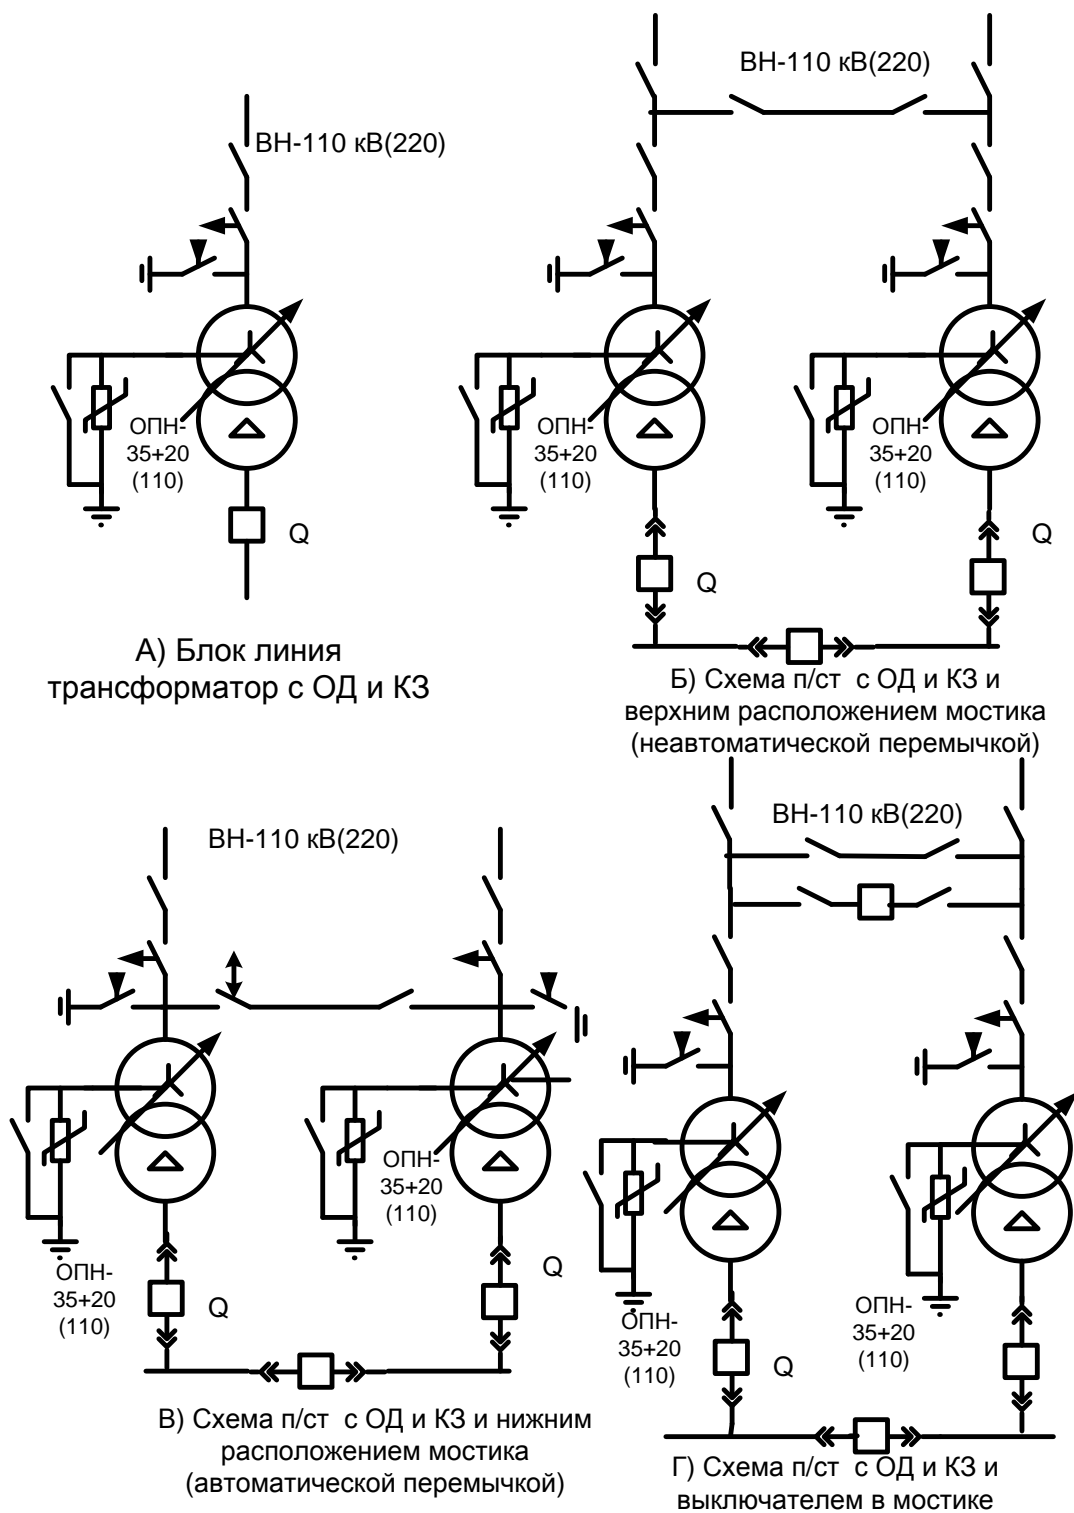 ВН-110 кВ(220)
ОПН-
35+20
(110)
Q
А) Блок линия
трансформатор с ОД и КЗ
ВН-110 кВ(220)
ОПН-
35+20
(110)
Q
ОПН-
35+20
(110)
Q
Б) Схема п/ст с ОД и КЗ и
верхним расположением мостика
(неавтоматической перемычкой)
ВН-110 кВ(220)
ОПН-
35+20
(110)
Q
ОПН-
35+20
(110)
Q
В) Схема п/ст с ОД и КЗ и нижним
расположением мостика
(автоматической перемычкой)
ВН-110 кВ(220)
ОПН-
35+20
(110)
Q
ОПН-
35+20
(110)
Г) Схема п/ст с ОД и КЗ и
выключателем в мостике